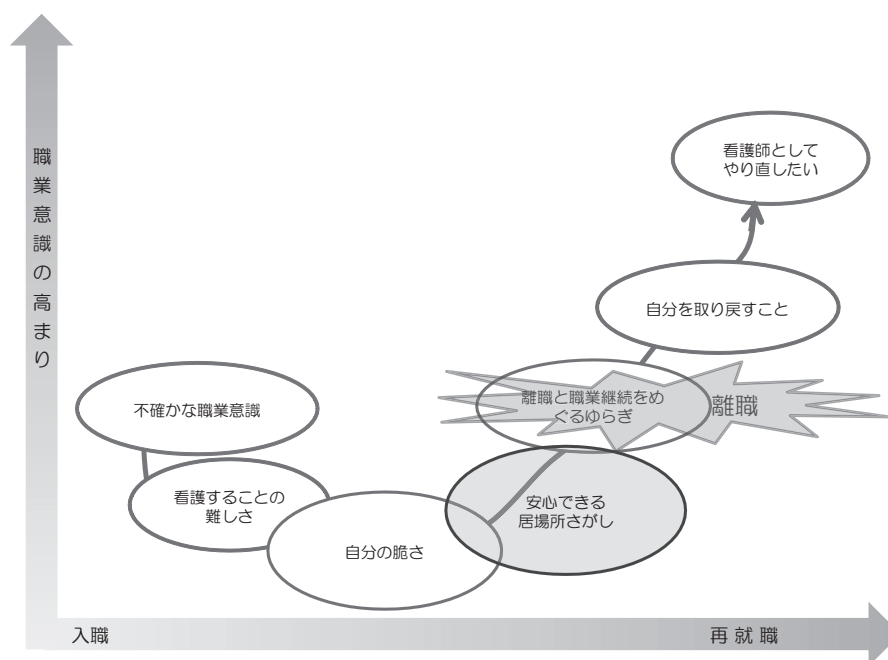 職業意識の高まり
看護師として
やり直したい
自分を取り戻すこと
離職と職業継続をめ
ぐるゆらぎ
離職
不確かな職業意識
看護することの
難しさ
安心できる
居場所さがし
自分の脆さ
入職
再就職